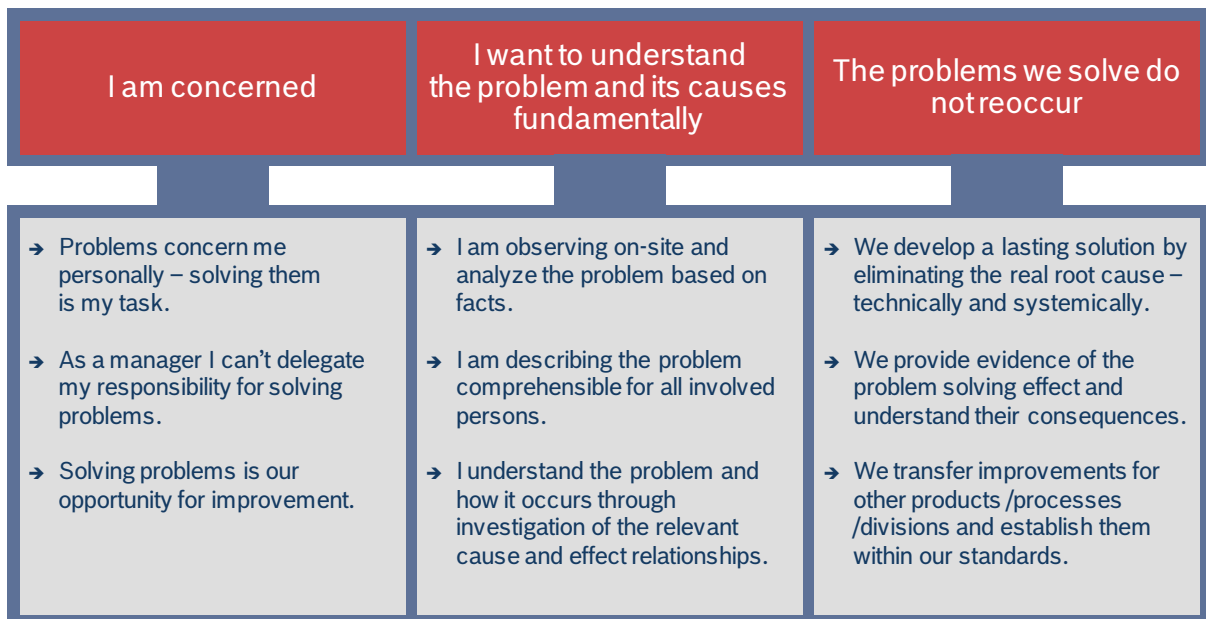 I am concerned
I want to understand
the problem and its causes
fundamentally
The problems we solve do
not reoccur
➔ Problems concern me
personally – solving them
is my task.
➔ As a manager I can't delegate
my responsibility for solving
problems.
➔ Solving problems is our
opportunity for improvement.
➔ I am observing on-site and
analyze the problem based on
facts.
➔ I am describing the problem
comprehensible for all involved
persons.
➔ I understand the problem and
how it occurs through
investigation of the relevant
cause and effect relationships.
➔ We develop a lasting solution by
eliminating the real root cause –
technically and systemically.
➔ We provide evidence of the
problem solving effect and
understand their consequences.
➔ We transfer improvements for
other products /processes
/divisions and establish them
within our standards.